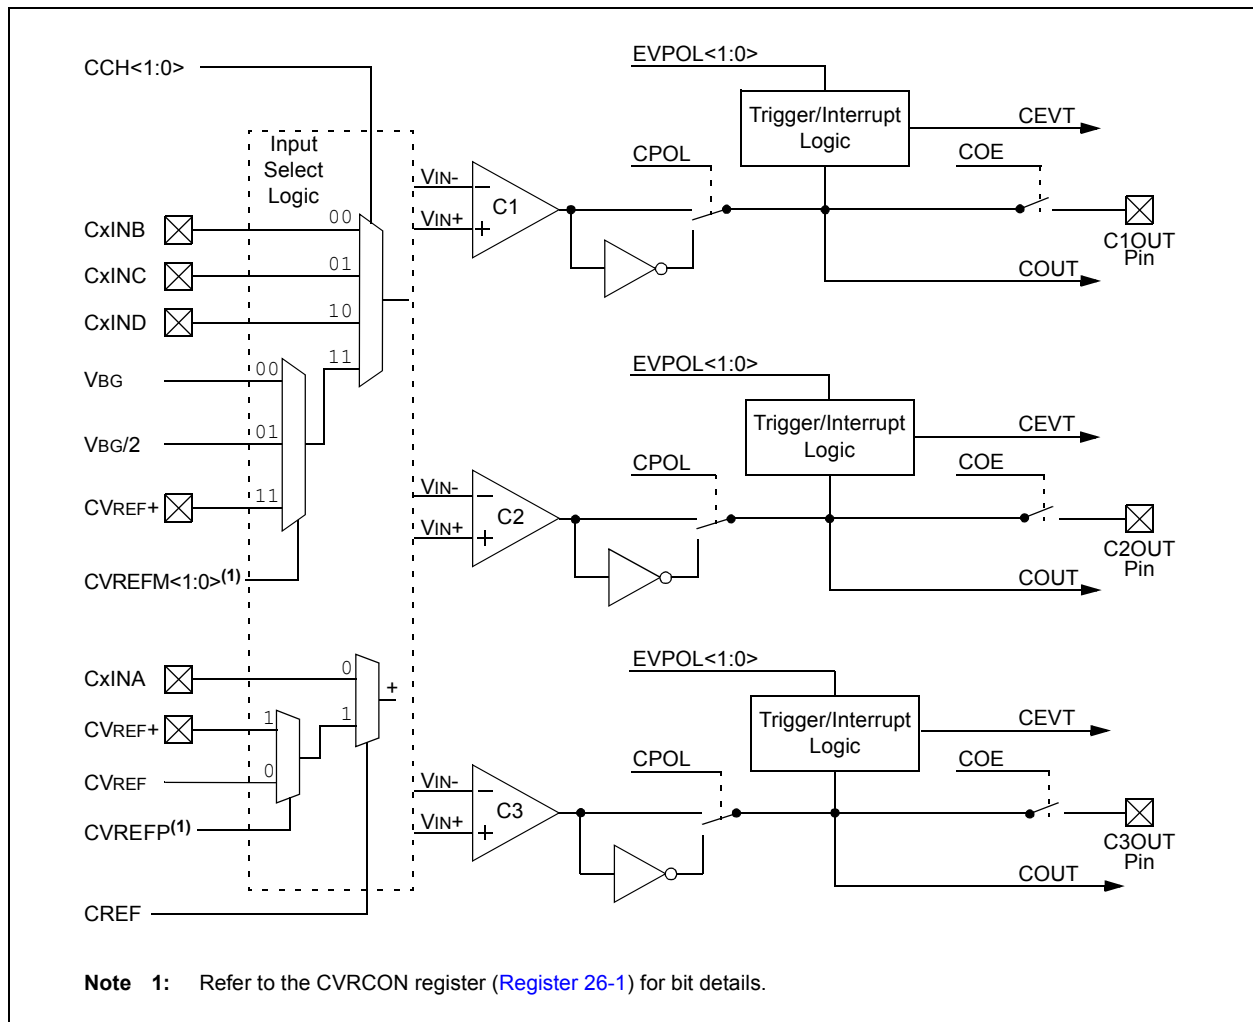 CCH<1:0>
Input
Select
Logic
CxINB
00
CxINC
01
CxIND
10
11
VBG
00
VBG/2
01
CVREF+
11
CVREFM<1:0>(1)
CxINA
0
+
CVREF+
1
1
CVREF
0
CVREFP(1)
CREF
EVPOL<1:0>
Trigger/Interrupt
Logic
CEVT
CPOL
COE
VIN-
–
VIN+
+
C1
C1OUT
Pin
COUT
EVPOL<1:0>
Trigger/Interrupt
Logic
CEVT
CPOL
COE
VIN-
–
VIN+
+
C2
C2OUT
Pin
COUT
EVPOL<1:0>
Trigger/Interrupt
Logic
CEVT
CPOL
COE
VIN-
–
VIN+
+
C3
C3OUT
Pin
COUT
Note 1: Refer to the CVRCON register (Register 26-1) for bit details.